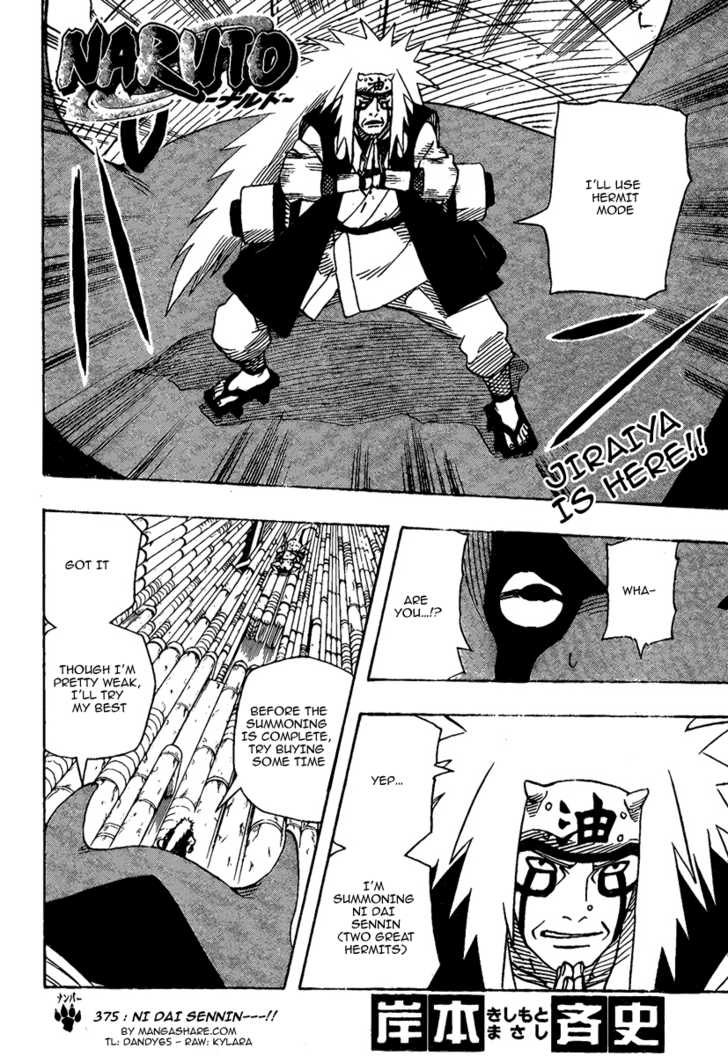 NARUTO
-ナルト-
油
I'LL USE
HERMIT
MODE
JIRAIYA
IS HERE!!
WHA-
ARE
YOU...!?
GOT IT
THOUGH I'M
PRETTY WEAK,
I'LL TRY
MY BEST
BEFORE THE
SUMMONING
IS COMPLETE,
TRY BUYING
SOME TIME
YEP...
油
I'M
SUMMONING
NI DAI
SENNIN
(TWO GREAT
HERMITS)
ナンバー
375 : NI DAI SENNIN---!!
BY MANGASHARE.COM
TL: DANDY65 - RAW: KYLARA
岸本斉史
きしもと
まさし